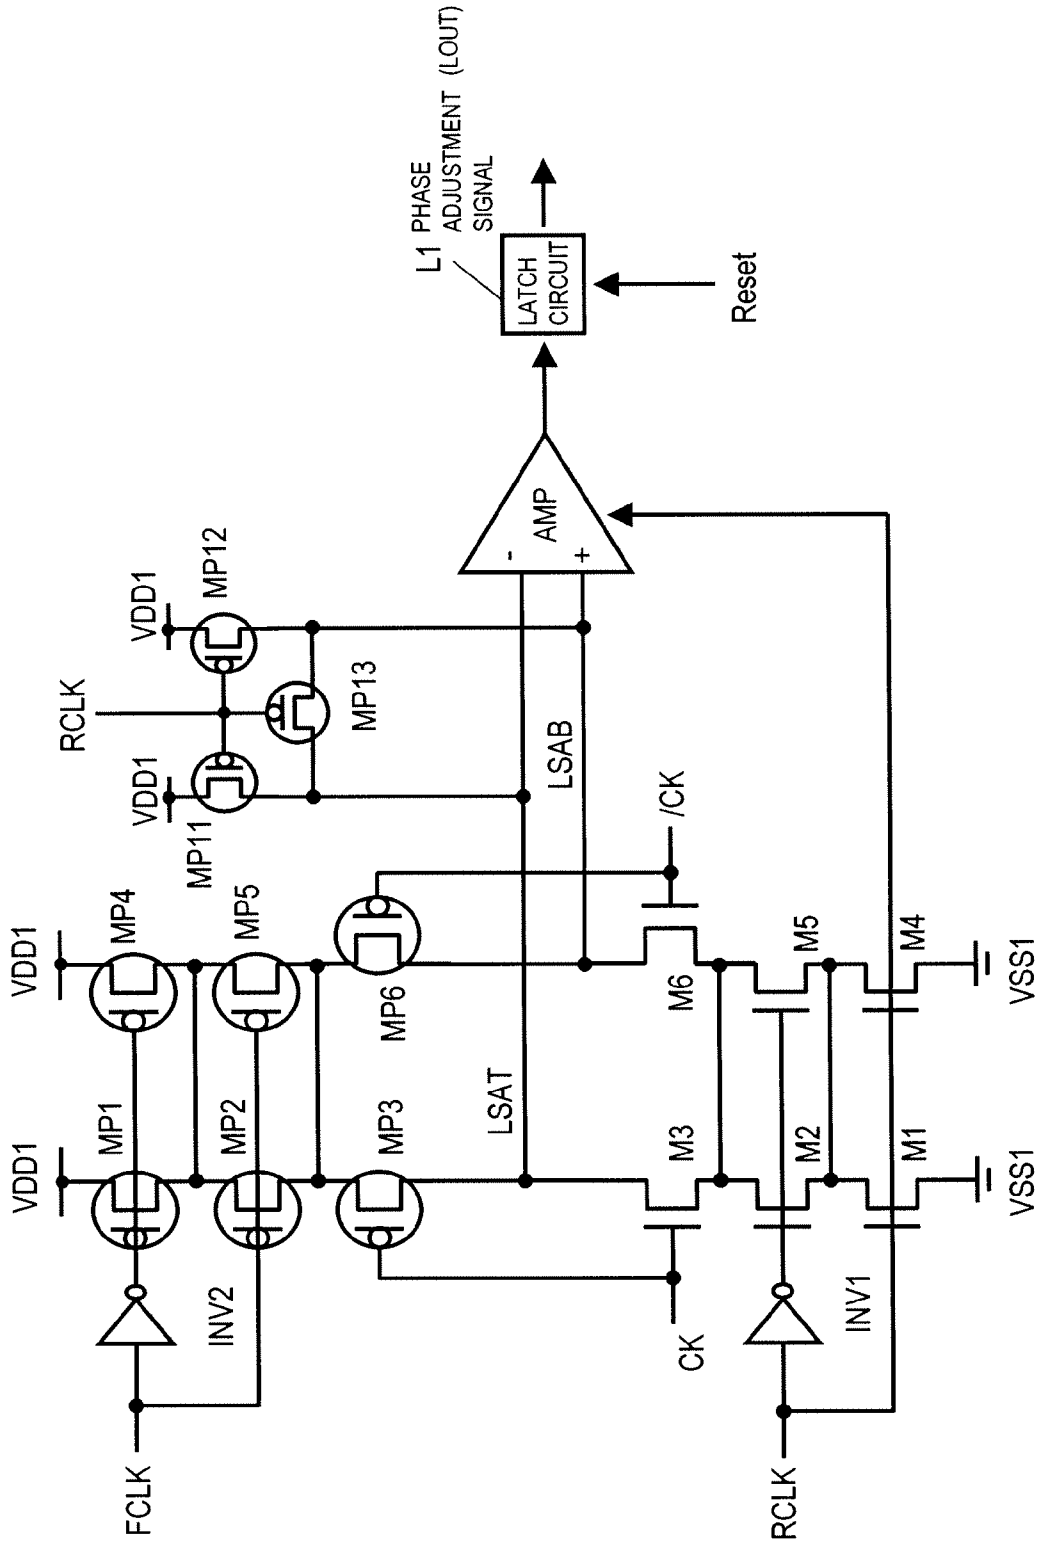 FCLK
INV2
VDD1
MP1
MP2
MP3
VDD1
MP4
MP5
MP6
RCLK
VDD1
MP11
VDD1
MP12
MP13
LSAT
LSAB
CK
/CK
M3
M6
RCLK
INV1
M2
M5
M1
M4
VSS1
VSS1
-
+
AMP
L1
LATCH
CIRCUIT
PHASE
ADJUSTMENT (LOUT)
SIGNAL
Reset